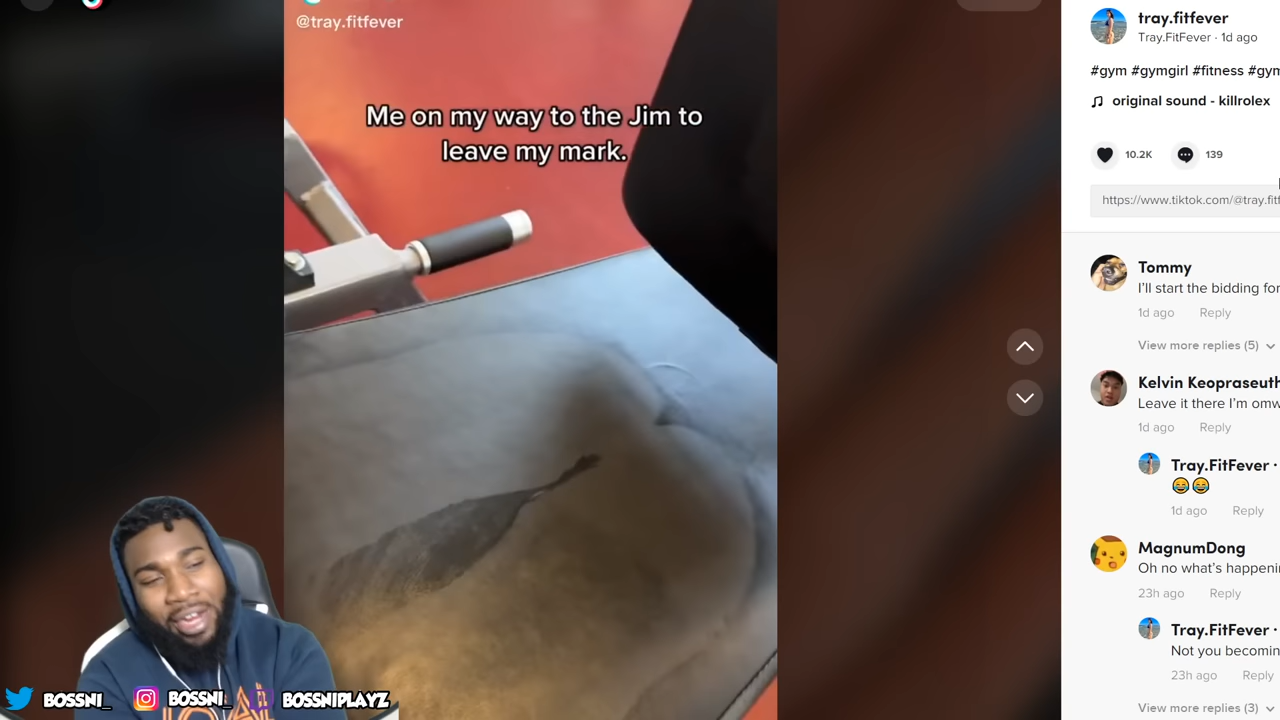 @tray.fitfever
Me on my way to the Jim to
leave my mark.
tray.fitfever
Tray.FitFever · 1d ago
#gym #gymgirl #fitness #gym
original sound - killrolex
10.2K
139
https://www.tiktok.com/@tray.fitf
Tommy
I'll start the bidding for
1d ago Reply
View more replies (5)
Kelvin Keopraseuth
Leave it there I'm omw
1d ago Reply
Tray.FitFever ·
😂😂
1d ago Reply
MagnumDong
Oh no what's happenin
23h ago Reply
Tray.FitFever ·
Not you becomin
23h ago Reply
View more replies (3)
BOSSNI_ BOSSNI_ BOSSNIPLAYZ